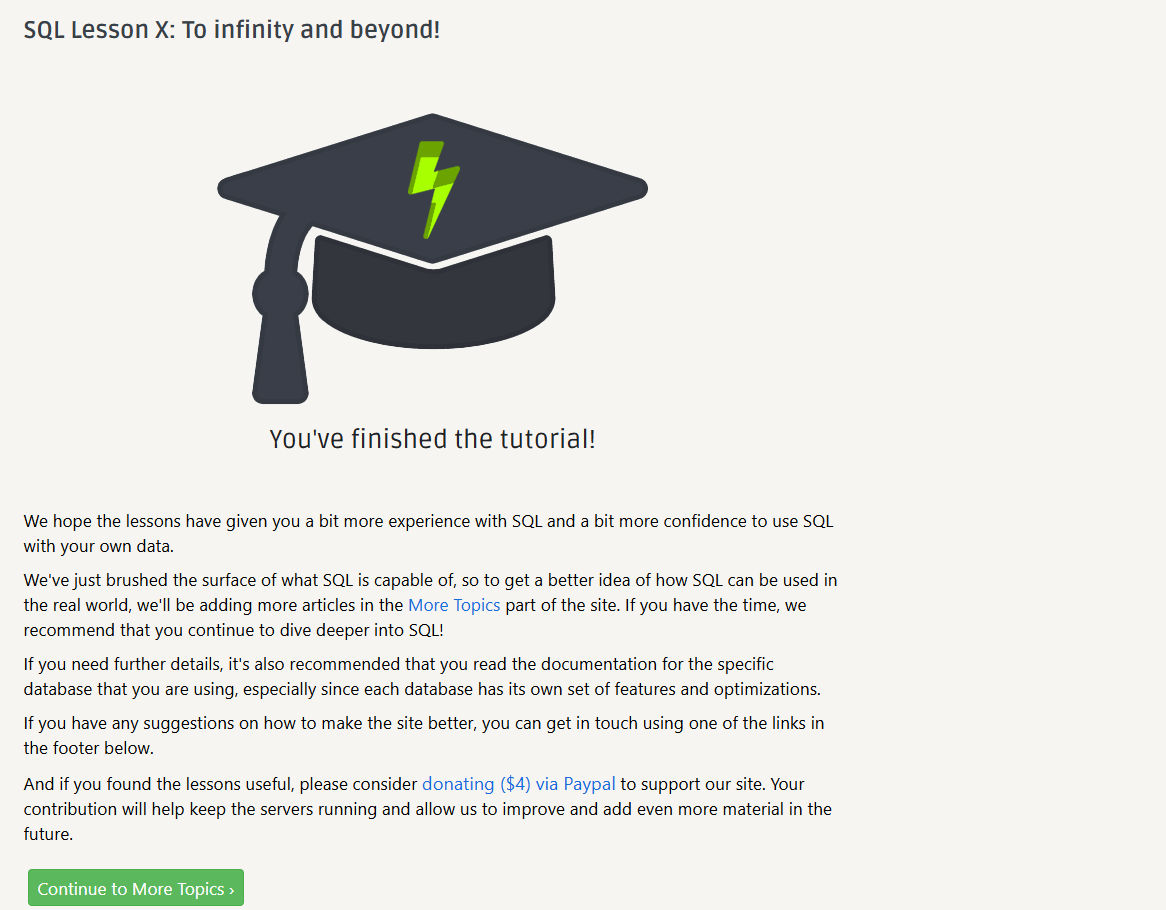 SQL Lesson X: To infinity and beyond!
You've finished the tutorial!
We hope the lessons have given you a bit more experience with SQL and a bit more confidence to use SQL
with your own data.
We've just brushed the surface of what SQL is capable of, so to get a better idea of how SQL can be used in
the real world, we'll be adding more articles in the More Topics part of the site. If you have the time, we
recommend that you continue to dive deeper into SQL!
If you need further details, it's also recommended that you read the documentation for the specific
database that you are using, especially since each database has its own set of features and optimizations.
If you have any suggestions on how to make the site better, you can get in touch using one of the links in
the footer below.
And if you found the lessons useful, please consider donating ($4) via Paypal to support our site. Your
contribution will help keep the servers running and allow us to improve and add even more material in the
future.
Continue to More Topics ›